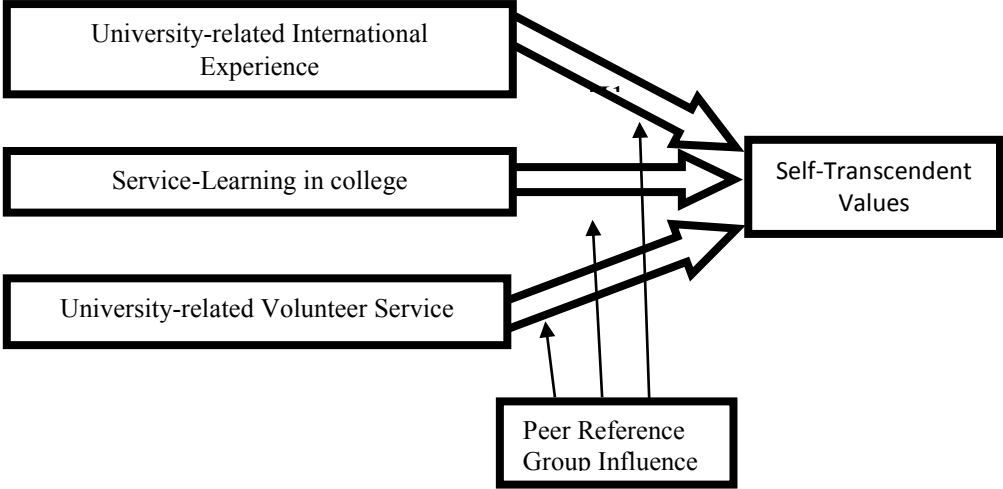 University-related International
Experience
Service-Learning in college
Self-Transcendent
Values
University-related Volunteer Service
Peer Reference
Group Influence